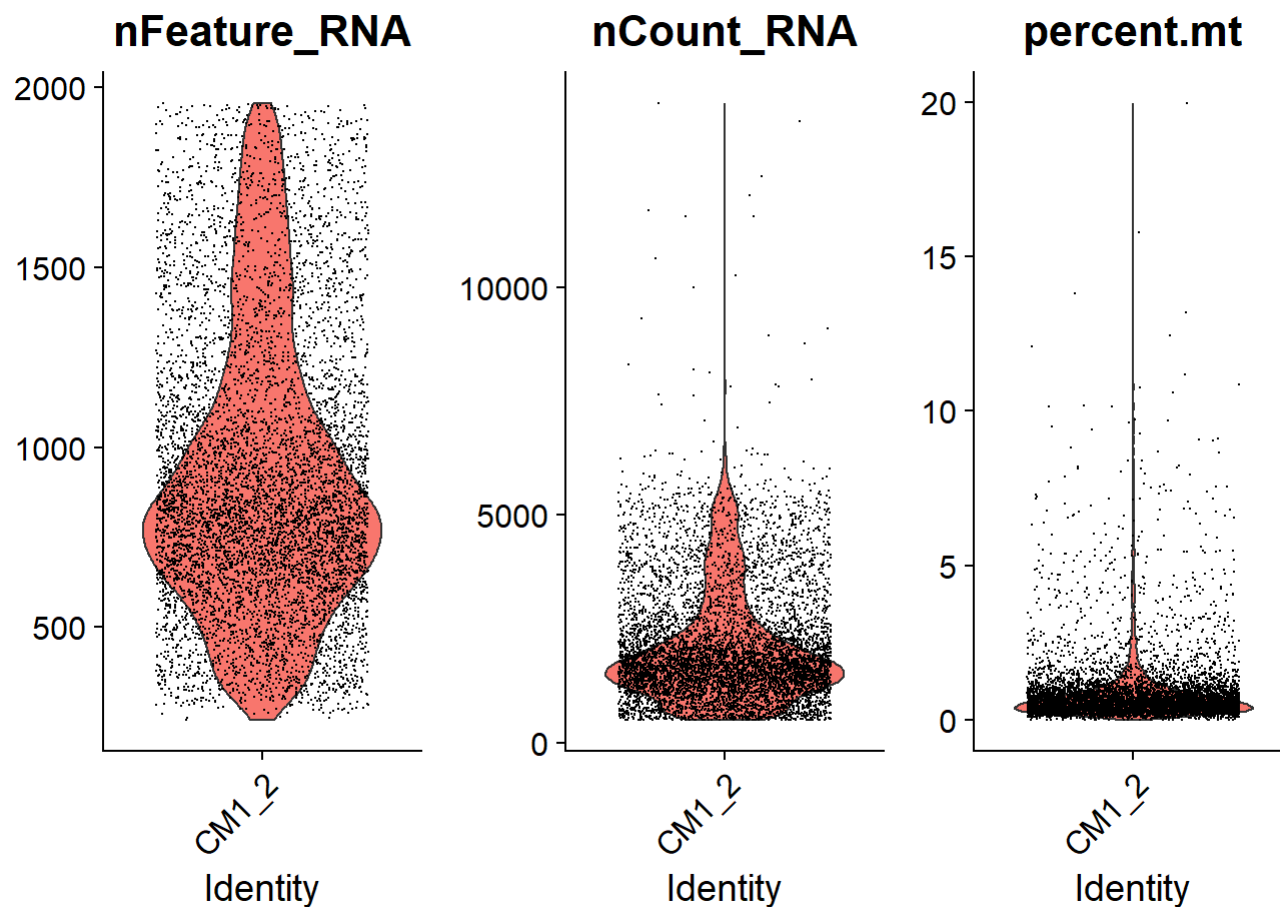 nFeature_RNA
2000
1500
1000
500
CM1_2
Identity
nCount_RNA
10000
5000
0
CM1_2
Identity
percent.mt
20
15
10
5
0
CM1_2
Identity